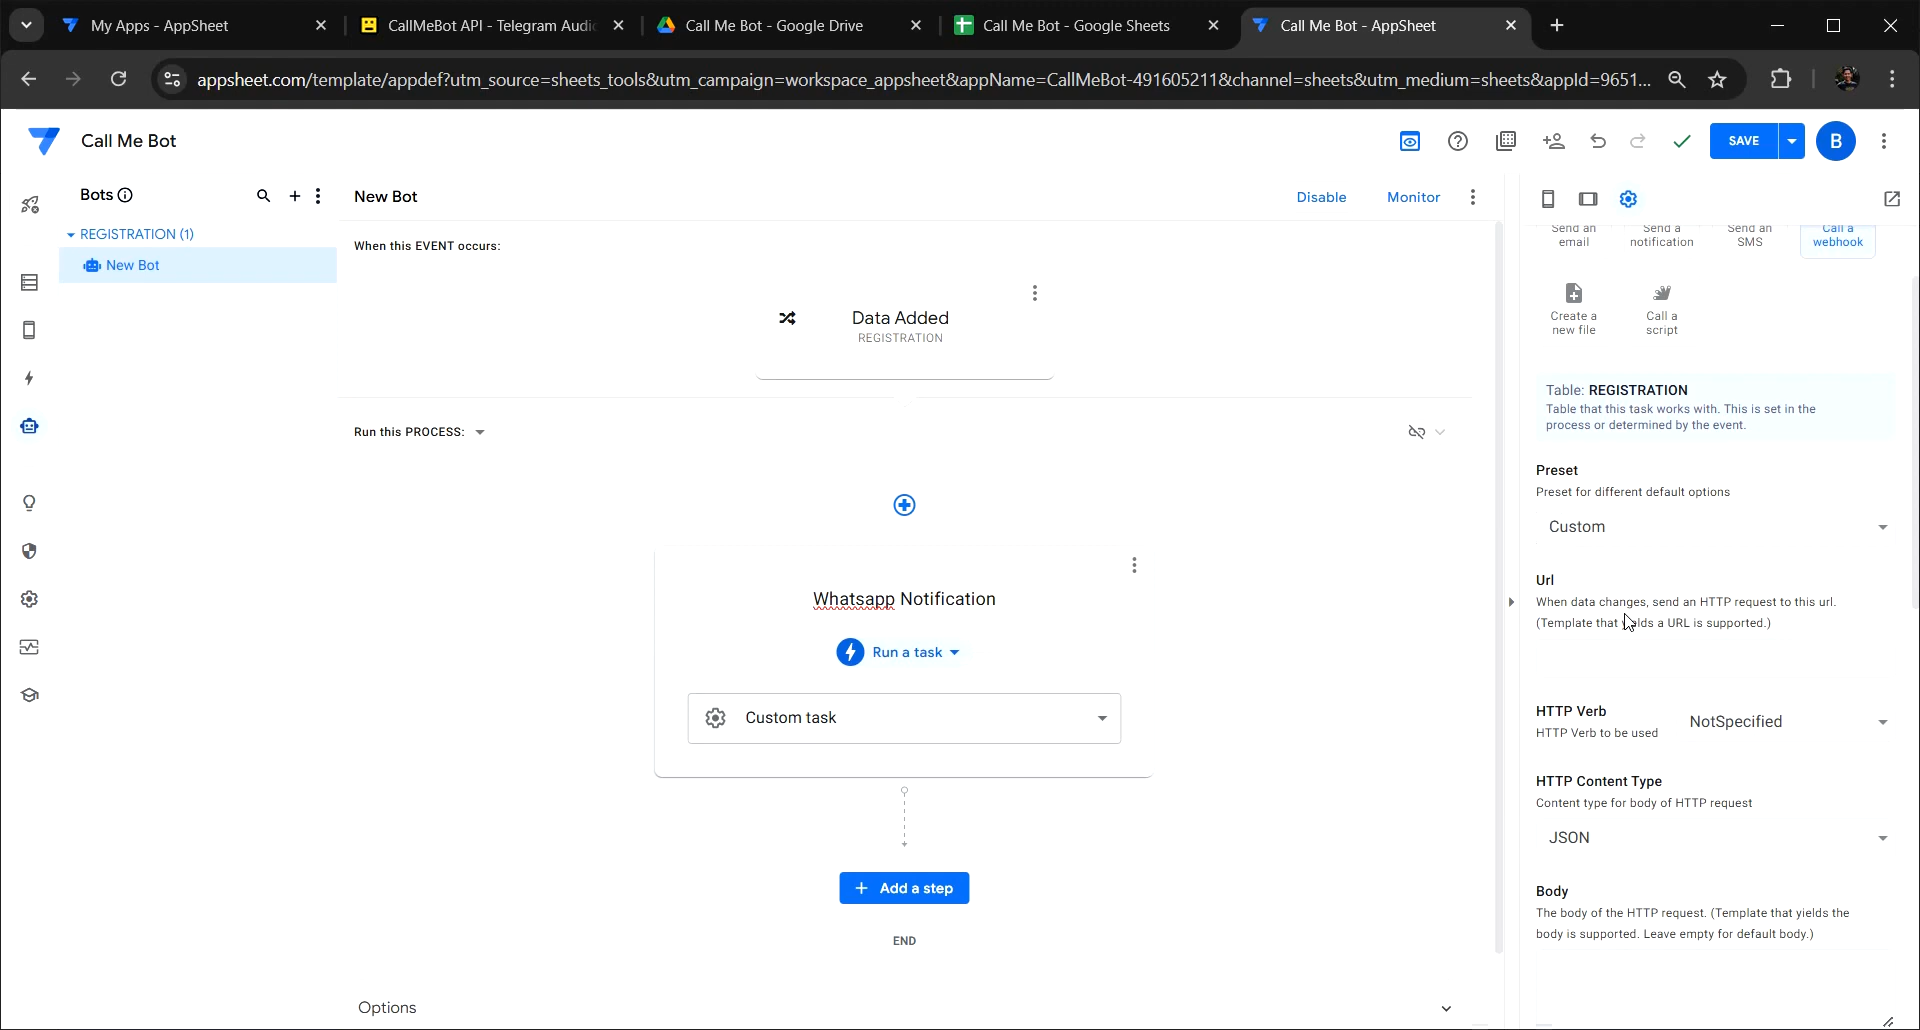 My Apps - AppSheet
CallMeBot API - Telegram Audi
Call Me Bot - Google Drive
Call Me Bot - Google Sheets
Call Me Bot - AppSheet
appsheet.com/template/appdef?utm_source=sheets_tools&utm_campaign=workspace_appsheet&appName=CallMeBot-491605211&channel=sheets&utm_medium=sheets&appId=9651...
Call Me Bot
SAVE
B
Bots
New Bot
Disable
Monitor
REGISTRATION (1)
New Bot
When this EVENT occurs:
Data Added
REGISTRATION
Run this PROCESS:
Whatsapp Notification
Run a task
Custom task
+ Add a step
END
Options
Send an email
Send a notification
Send an SMS
Call a webhook
Create a new file
Call a script
Table: REGISTRATION
Table that this task works with. This is set in the
process or determined by the event.
Preset
Preset for different default options
Custom
Url
When data changes, send an HTTP request to this url.
(Template that yields a URL is supported.)
HTTP Verb
HTTP Verb to be used
NotSpecified
HTTP Content Type
Content type for body of HTTP request
JSON
Body
The body of the HTTP request. (Template that yields the
body is supported. Leave empty for default body.)